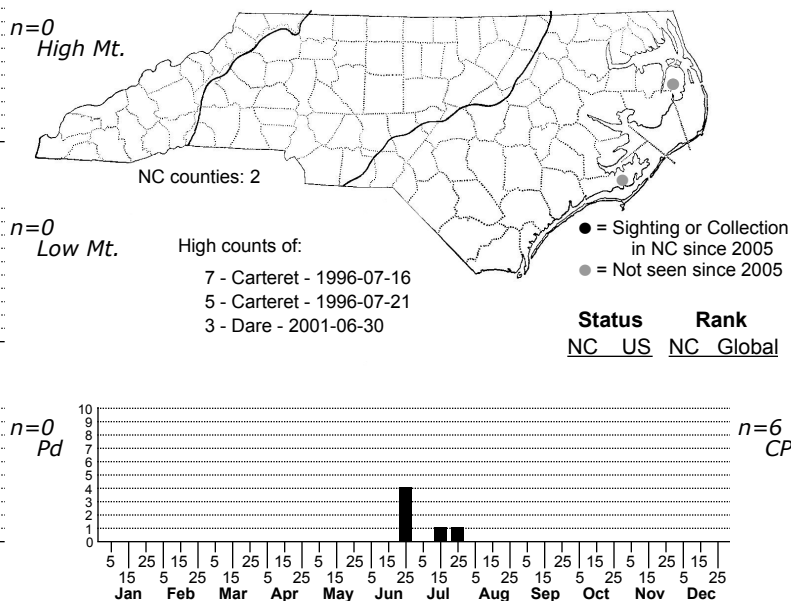 n=0
High Mt.
NC counties: 2
n=0
Low Mt.
High counts of:
7 - Carteret - 1996-07-16
5 - Carteret - 1996-07-21
3 - Dare - 2001-06-30
● = Sighting or Collection
in NC since 2005
● = Not seen since 2005
Status Rank
NC US NC Global
n=0
Pd
n=6
CP
10
9
8
7
6
5
4
3
2
1
0
5 25 15 5 25 15 5 25 15 5 25 15 5 25 15 5 25 15
15 5 25 15 5 25 15 5 25 15 5 25 15 5 25 15 5 25
Jan Feb Mar Apr May Jun Jul Aug Sep Oct Nov Dec